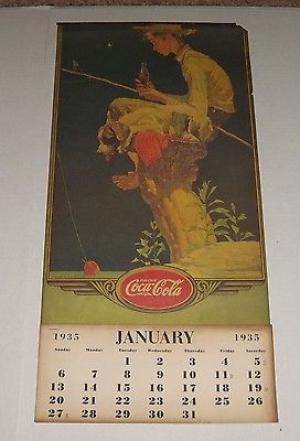 Coca-Cola
1935 JANUARY 1935
Sunday Monday Tuesday Wednesday Thursday Friday Saturday
1 2 3 4 5
6 7 8 9 10 11 12
13 14 15 16 17 18 19
20 21 22 23 24 25 26
27 28 29 30 31